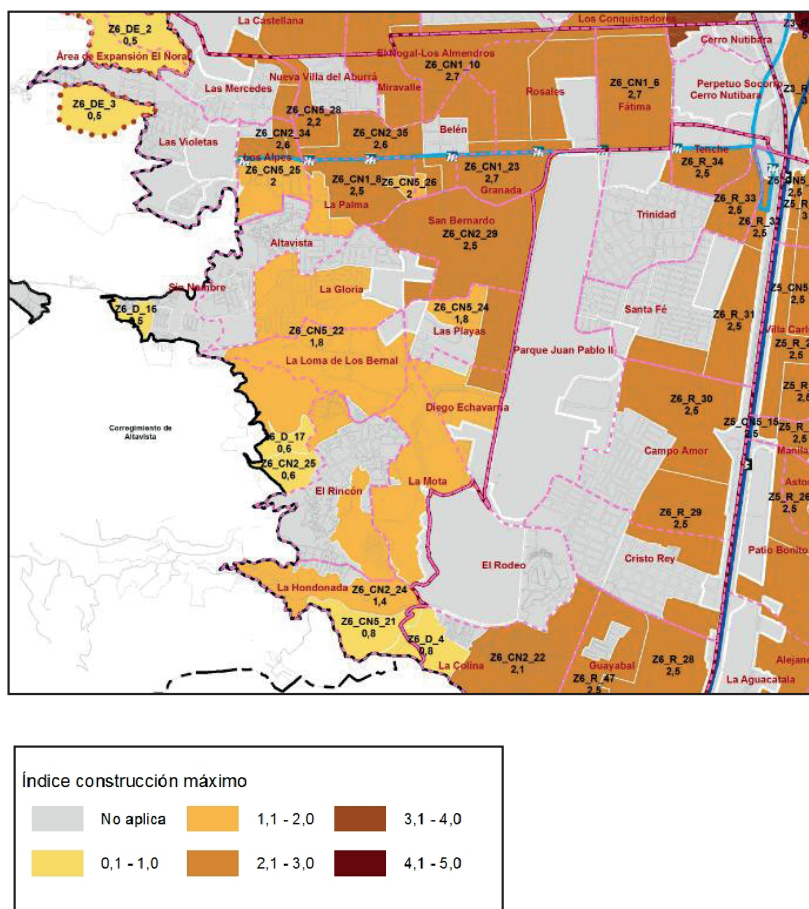 Z6_DE_2
0,5
La Castellana
Los Conquistadores
Cerro Nutibara
Área de Expansión El Noral
El Nogal-Los Almendros
Z6_CN1_10
2,7
Nueva Villa del Aburrá
Miravalle
Las Mercedes
Rosales
Z6_CN1_6
2,7
Fátima
Perpetuo Socorro
Cerro Nutibara
Z6_DE_3
0,5
Z6_CN5_28
2,2
Las Violetas
Z6_CN2_34
2,6
Z6_CN2_35
2,6
Belén
Tenche
Los Alpes
Z6_CN5_25
2
Z6_CN1_8
2,5
Z6_CN5_26
2
Z6_CN1_23
2,7
Granada
Z6_R_34
2,5
La Palma
Z6_R_33
2,5
Z6_R_32
2,5
San Bernardo
Z6_CN2_29
2,5
Trinidad
Altavista
Sin Nombre
La Gloria
Z6_D_16
0,5
Z6_CN5_24
1,8
Las Playas
Santa Fé
Z6_R_31
2,5
Z6_CN5_22
1,8
Parque Juan Pablo II
La Loma de Los Bernal
Z6_R_30
2,5
Diego Echavarria
Corregimiento de
Altavista
Z5_CN5_15
2,5
Z6_CN2_25
0,6
Campo Amor
El Rincón
La Mota
Z6_R_29
2,5
Z5_R_26
2,5
Patio Bonito
El Rodeo
Cristo Rey
La Hondonada
Z6_CN2_24
1,4
Z6_CN5_21
0,8
Z6_D_4
0,8
La Colina
Z6_CN2_22
2,1
Guayabal
Z6_R_47
2,5
Z6_R_28
2,5
La Aguacatala
Índice construcción máximo
No aplica
1,1 - 2,0
3,1 - 4,0
0,1 - 1,0
2,1 - 3,0
4,1 - 5,0